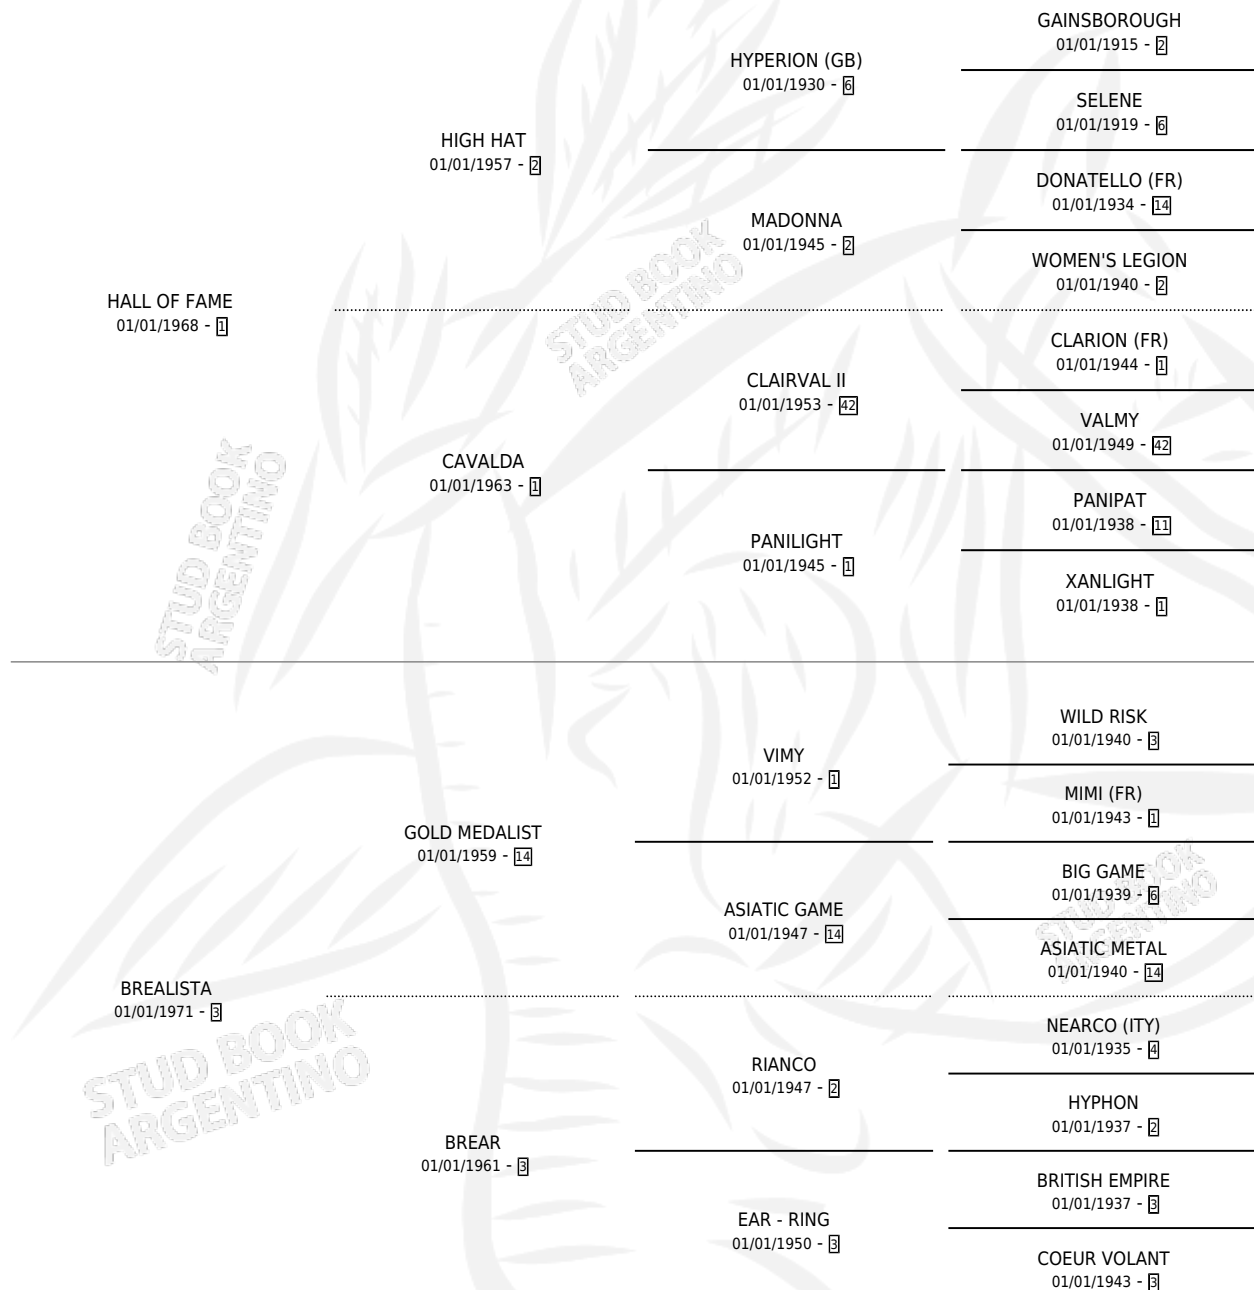 GAINSBOROUGH
01/01/1915 - 2
HYPERION (GB)
01/01/1930 - 6
SELENE
01/01/1919 - 6
HIGH HAT
01/01/1957 - 2
DONATELLO (FR)
01/01/1934 - 14
MADONNA
01/01/1945 - 2
WOMEN'S LEGION
01/01/1940 - 2
HALL OF FAME
01/01/1968 - 1
CLARION (FR)
01/01/1944 - 1
CLAIRVAL II
01/01/1953 - 42
VALMY
01/01/1949 - 42
CAVALDA
01/01/1963 - 1
PANIPAT
01/01/1938 - 11
PANILIGHT
01/01/1945 - 1
XANLIGHT
01/01/1938 - 1
WILD RISK
01/01/1940 - 3
VIMY
01/01/1952 - 1
MIMI (FR)
01/01/1943 - 1
GOLD MEDALIST
01/01/1959 - 14
BIG GAME
01/01/1939 - 6
ASIATIC GAME
01/01/1947 - 14
ASIATIC METAL
01/01/1940 - 14
BREALISTA
01/01/1971 - 3
NEARCO (ITY)
01/01/1935 - 4
RIANCO
01/01/1947 - 2
HYPHON
01/01/1937 - 2
BREAR
01/01/1961 - 3
BRITISH EMPIRE
01/01/1937 - 3
EAR - RING
01/01/1950 - 3
COEUR VOLANT
01/01/1943 - 3
STUD BOOK
ARGENTINO
STUD BOOK
ARGENTINO
STUD BOOK
ARGENTINO
STUD BOOK
ARGENTINO